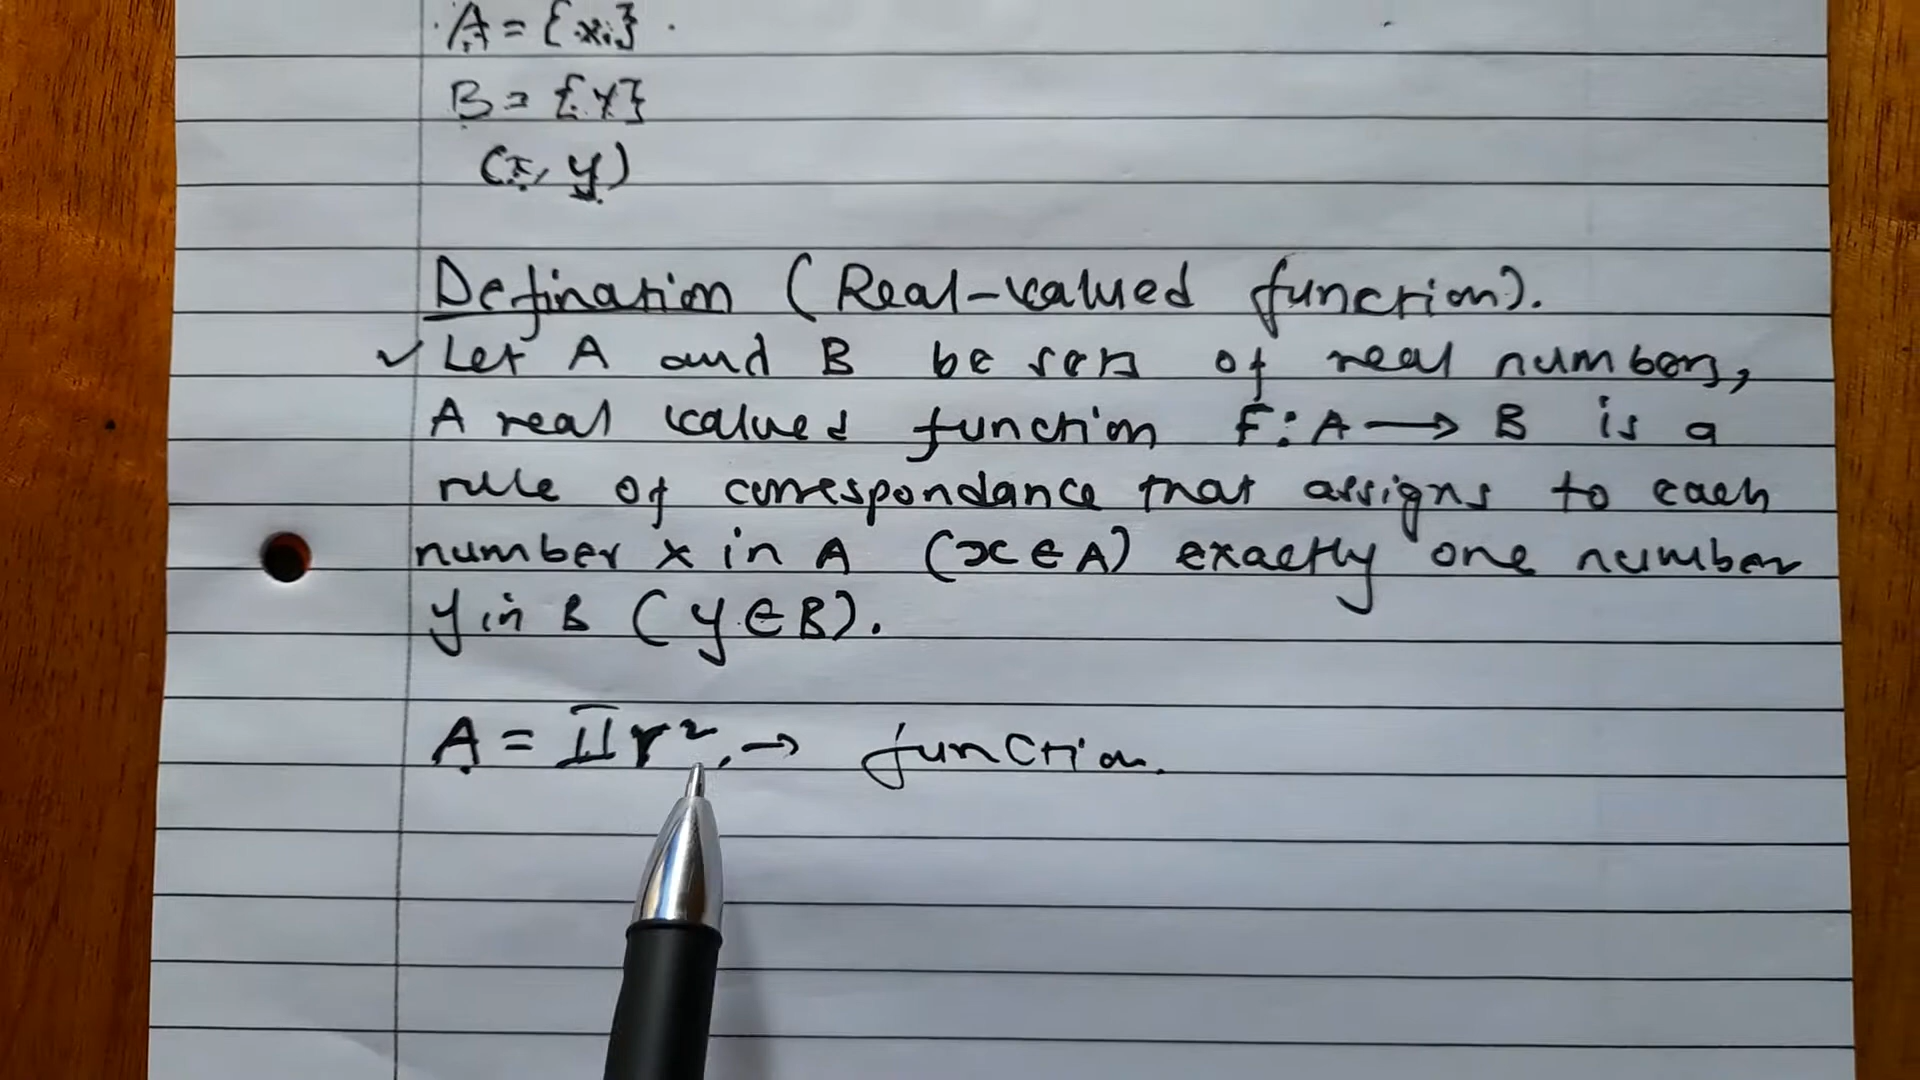 A = {x}
B = {Y}
(x, y)
Defination (Real-valued function).
✓ Let A and B be sets of real numbers,
A real valued function F: A → B is a
rule of correspondance that assigns to each
number x in A (x ∈ A) exactly one number
y in B (y ∈ B).
A = πr², → function.